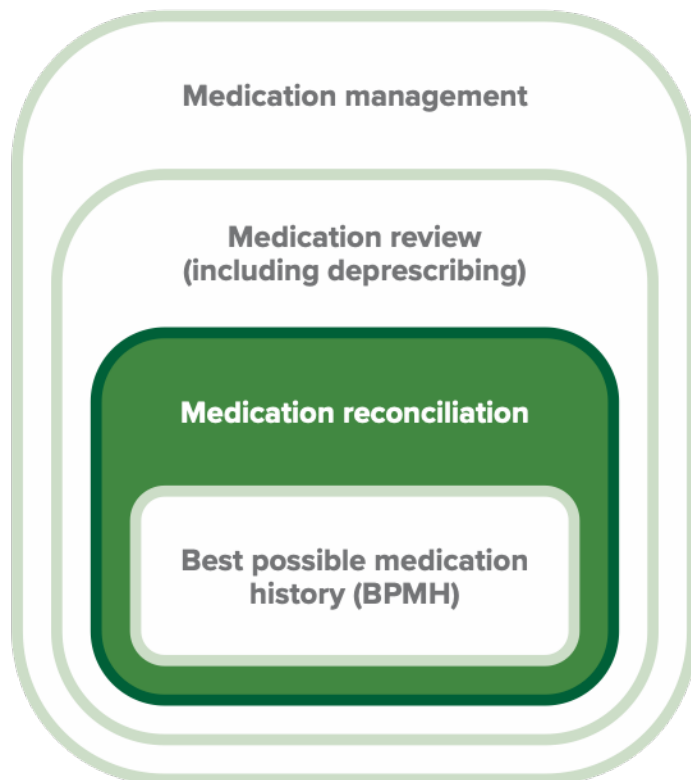 Medication management
Medication review
(including deprescribing)
Medication reconciliation
Best possible medication
history (BPMH)